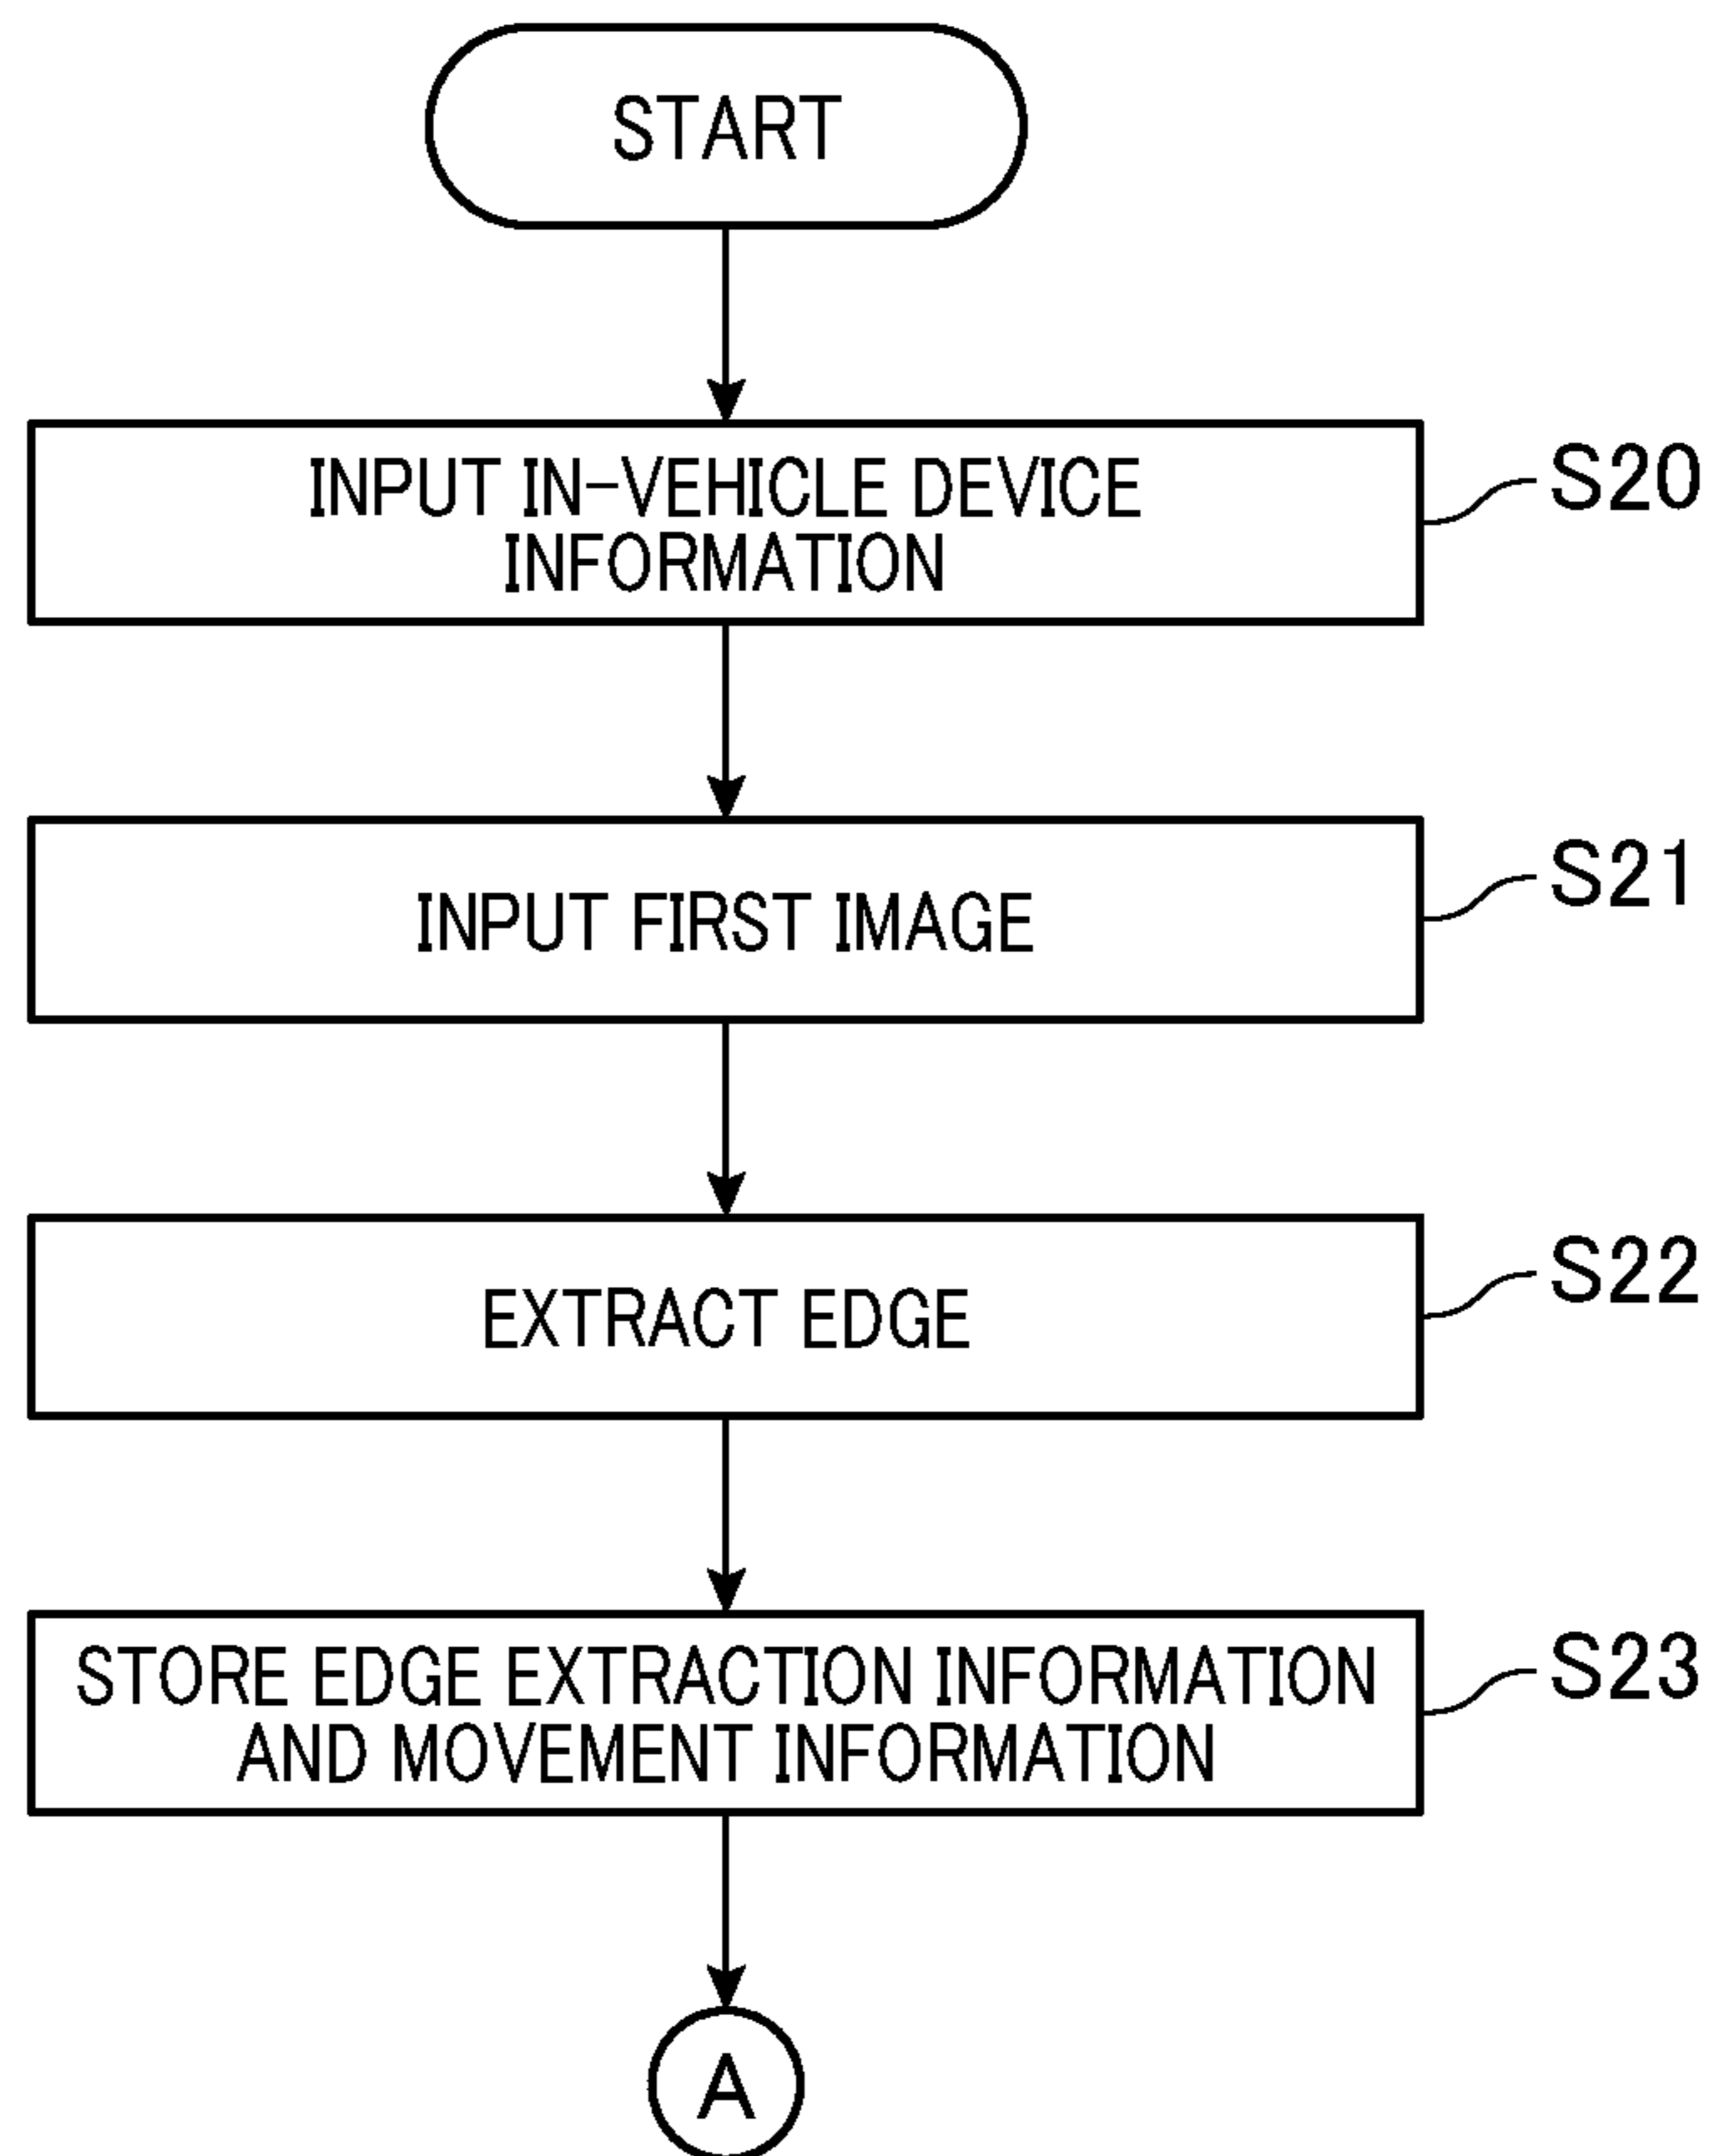 START
INPUT IN-VEHICLE DEVICE
INFORMATION
S20
INPUT FIRST IMAGE
S21
EXTRACT EDGE
S22
STORE EDGE EXTRACTION INFORMATION
AND MOVEMENT INFORMATION
S23
A